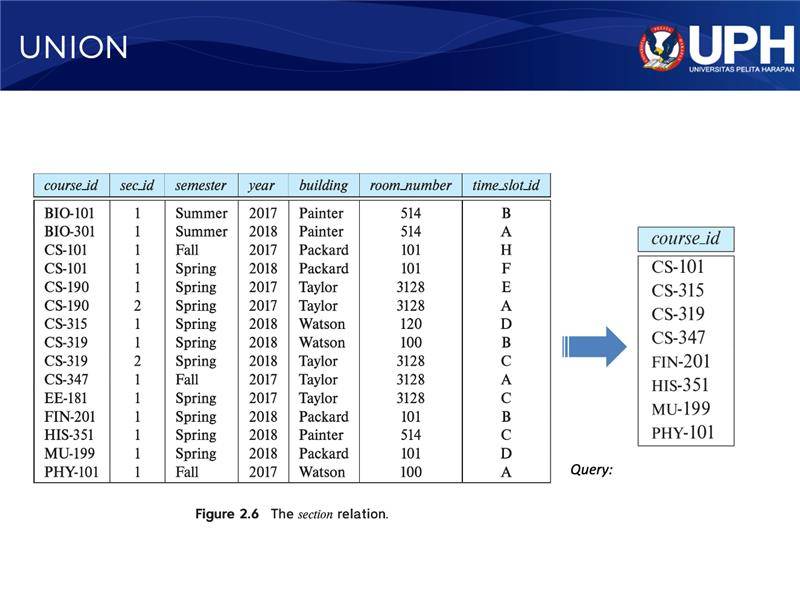 UNION
UPH
UNIVERSITAS PELITA HARAPAN
course_id sec_id semester year building room_number time_slot_id
BIO-101 1 Summer 2017 Painter 514 B
BIO-301 1 Summer 2018 Painter 514 A
CS-101 1 Fall 2017 Packard 101 H
CS-101 1 Spring 2018 Packard 101 F
CS-190 1 Spring 2017 Taylor 3128 E
CS-190 2 Spring 2017 Taylor 3128 A
CS-315 1 Spring 2018 Watson 120 D
CS-319 1 Spring 2018 Watson 100 B
CS-319 2 Spring 2018 Taylor 3128 C
CS-347 1 Fall 2017 Taylor 3128 A
EE-181 1 Spring 2017 Taylor 3128 C
FIN-201 1 Spring 2018 Packard 101 B
HIS-351 1 Spring 2018 Painter 514 C
MU-199 1 Spring 2018 Packard 101 D
PHY-101 1 Fall 2017 Watson 100 A
Figure 2.6 The section relation.
course_id
CS-101
CS-315
CS-319
CS-347
FIN-201
HIS-351
MU-199
PHY-101
Query: